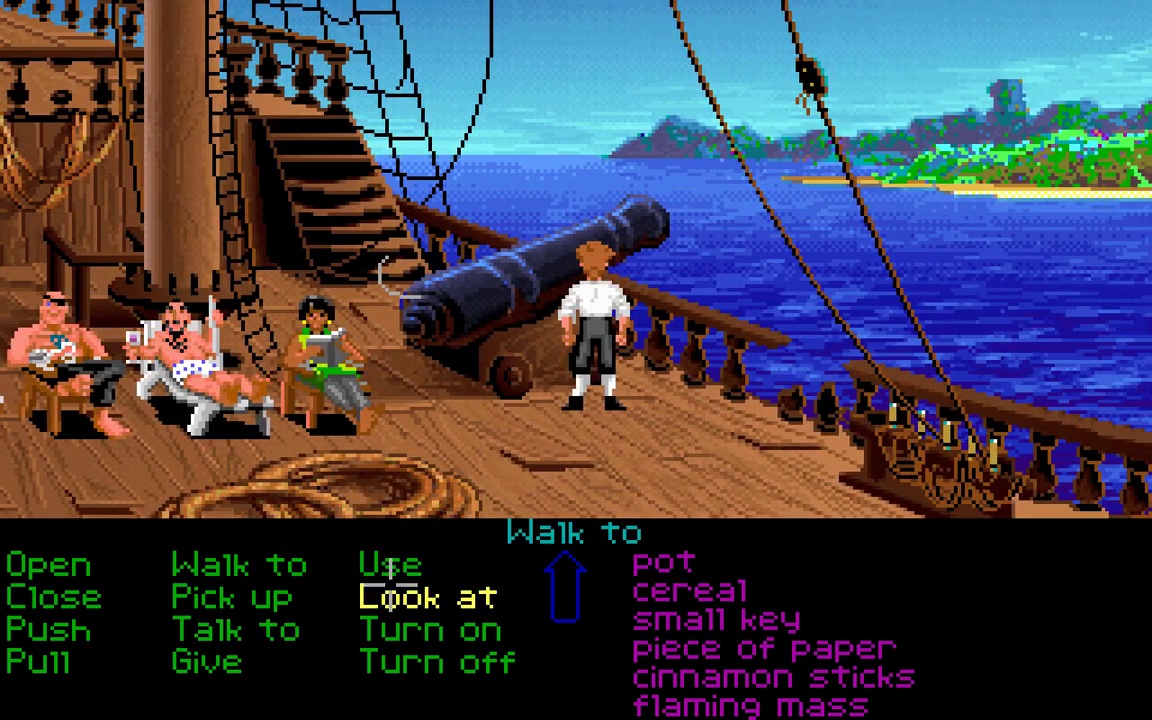 Walk to
Open Walk to Use
Close Pick up Look at
Push Talk to Turn on
Pull Give Turn off
pot
cereal
small key
piece of paper
cinnamon sticks
flaming mass